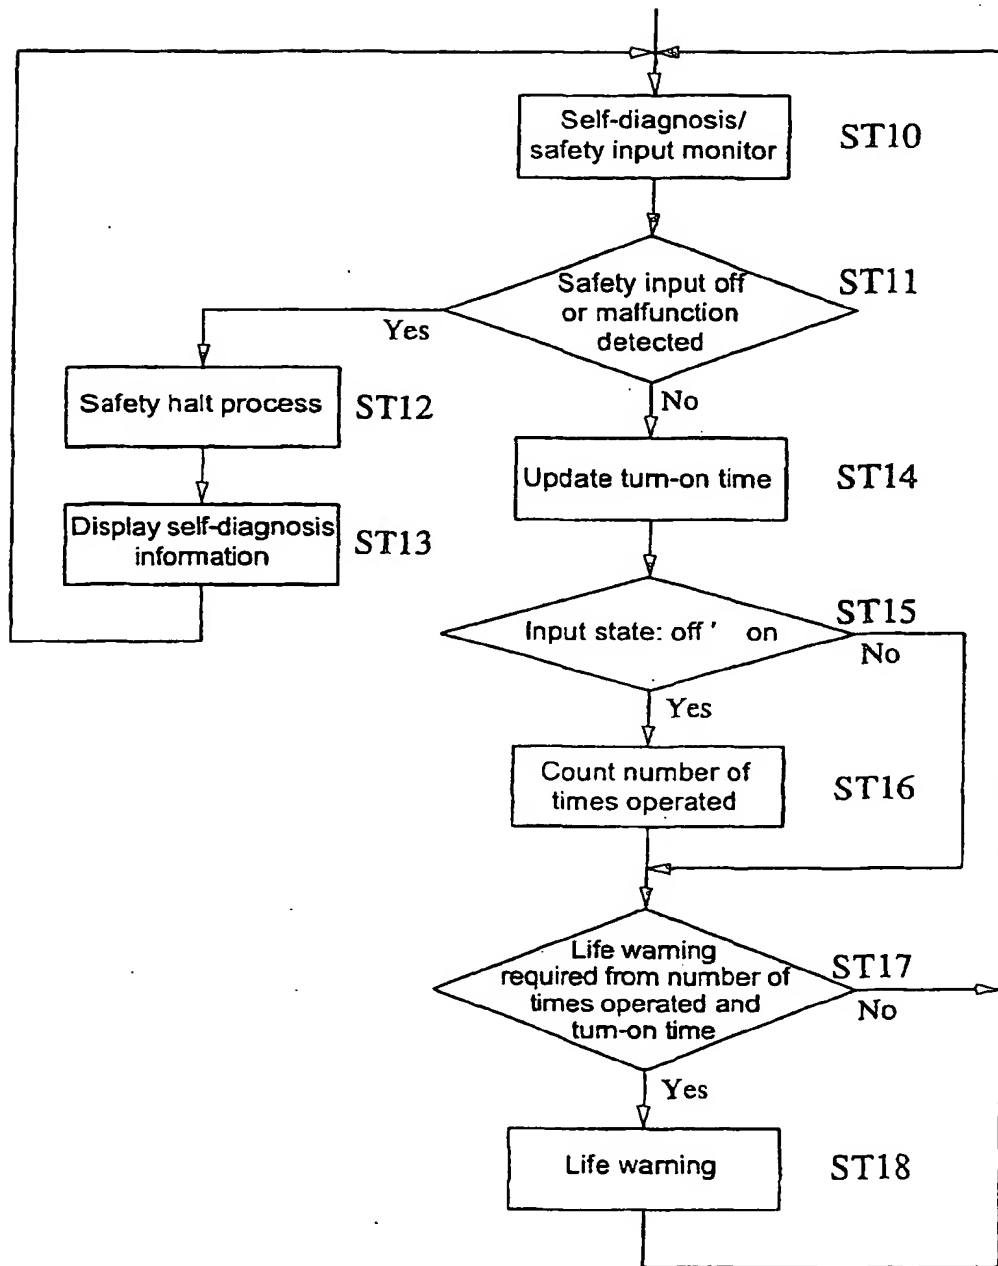 Self-diagnosis/
safety input monitor
ST10
Safety input off
or malfunction
detected
ST11
Yes
No
Safety halt process
ST12
Display self-diagnosis
information
ST13
Update turn-on time
ST14
Input state: off ' on
ST15
No
Yes
Count number of
times operated
ST16
Life warning
required from number of
times operated and
turn-on time
ST17
No
Yes
Life warning
ST18